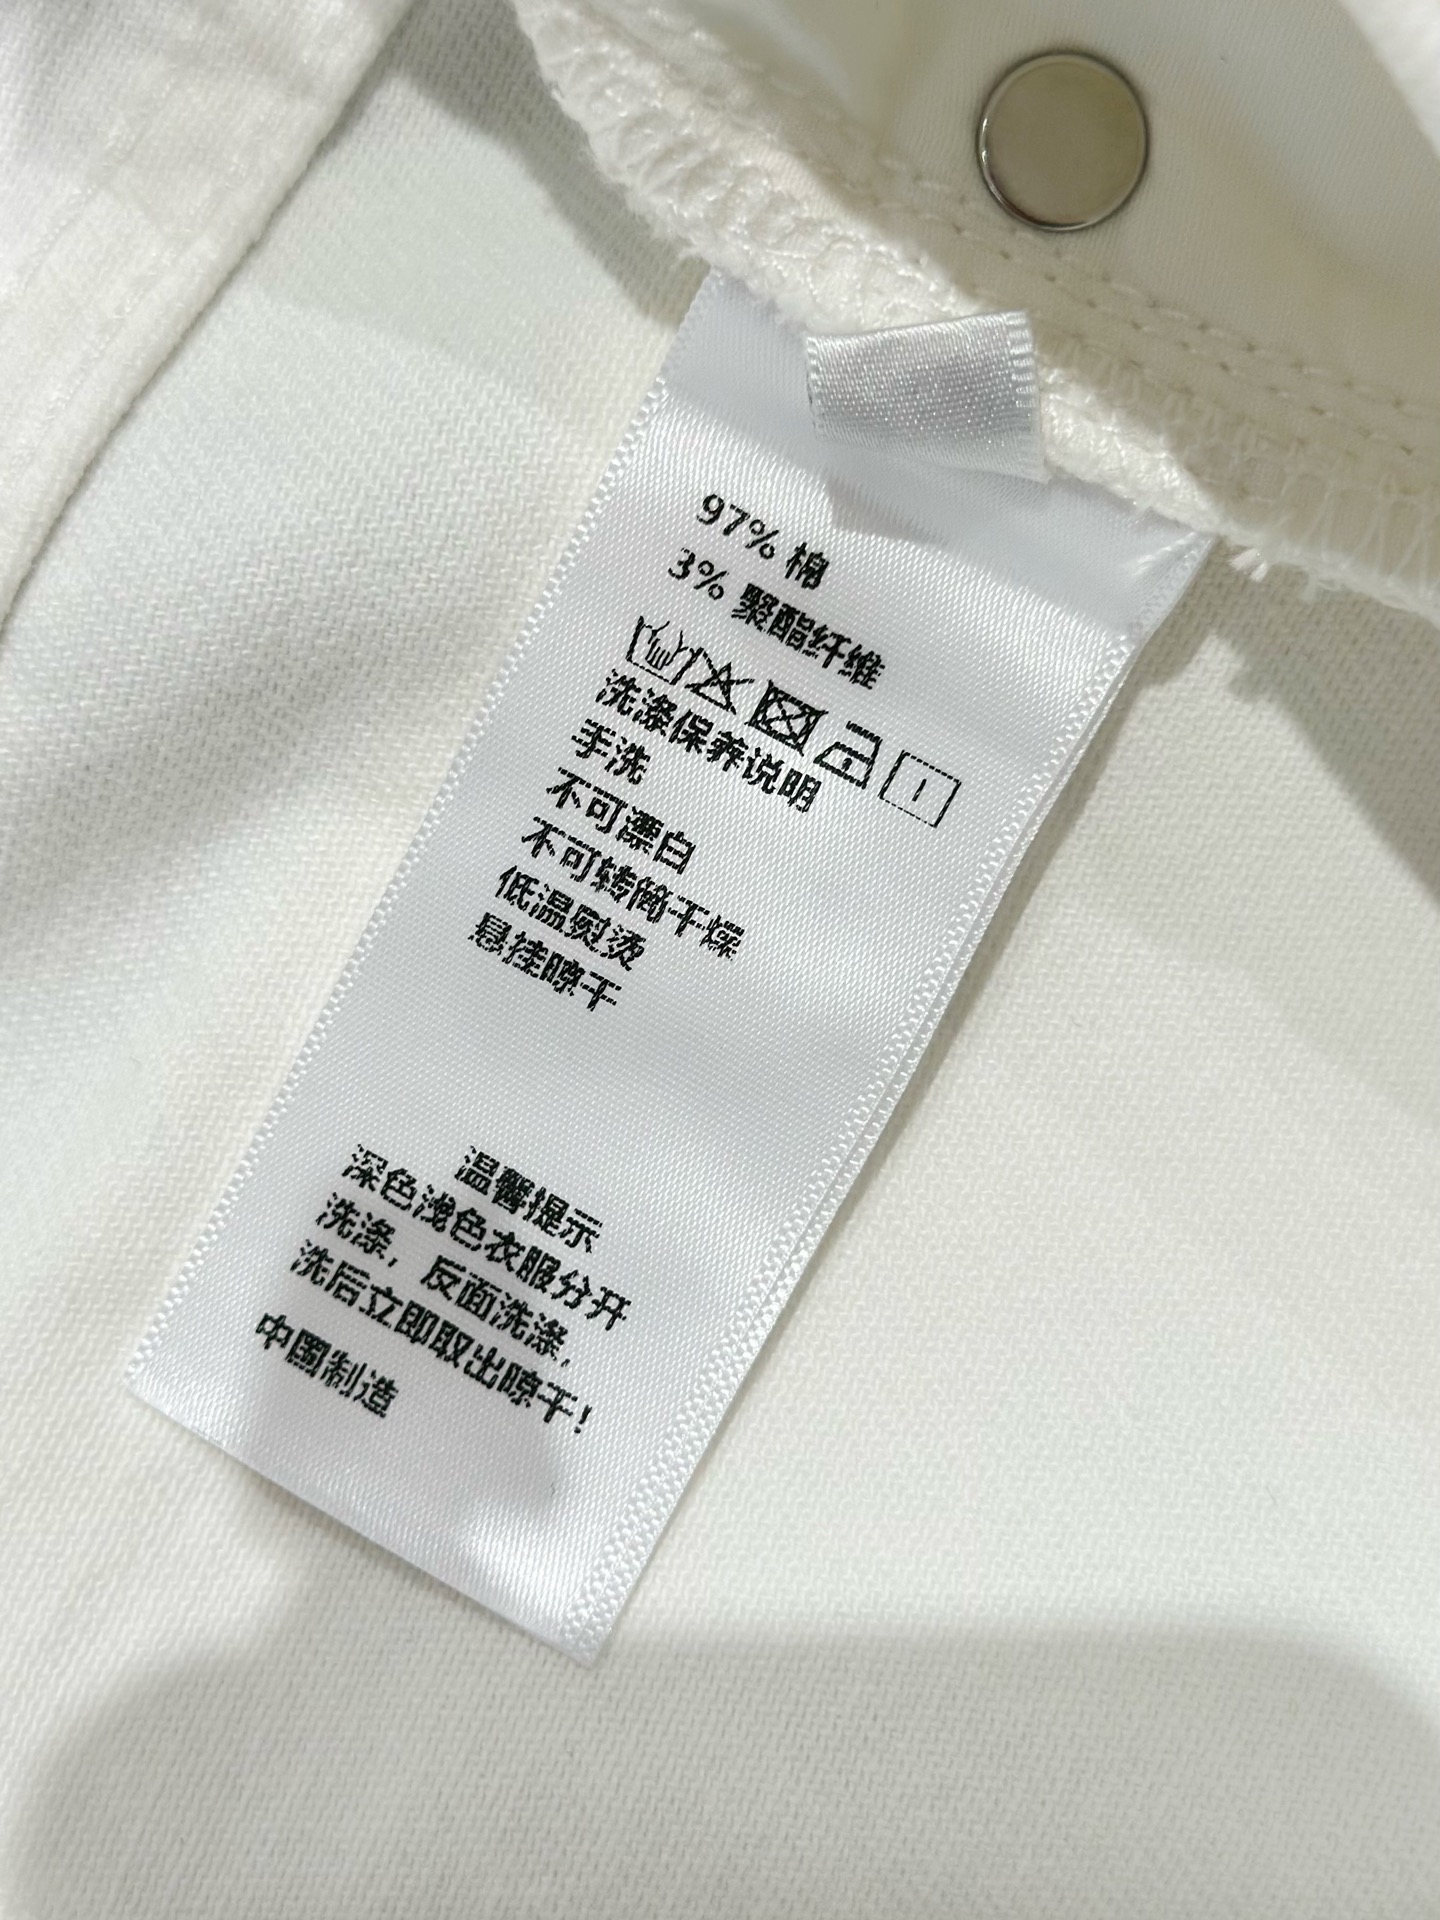 97% 棉
3% 聚酯纤维
洗涤保养说明
手洗
不可漂白
不可转筒干燥
低温熨烫
悬挂晾干
温馨提示
深色浅色衣服分开
洗涤，反面洗涤，
洗后立即取出晾干！
中国制造